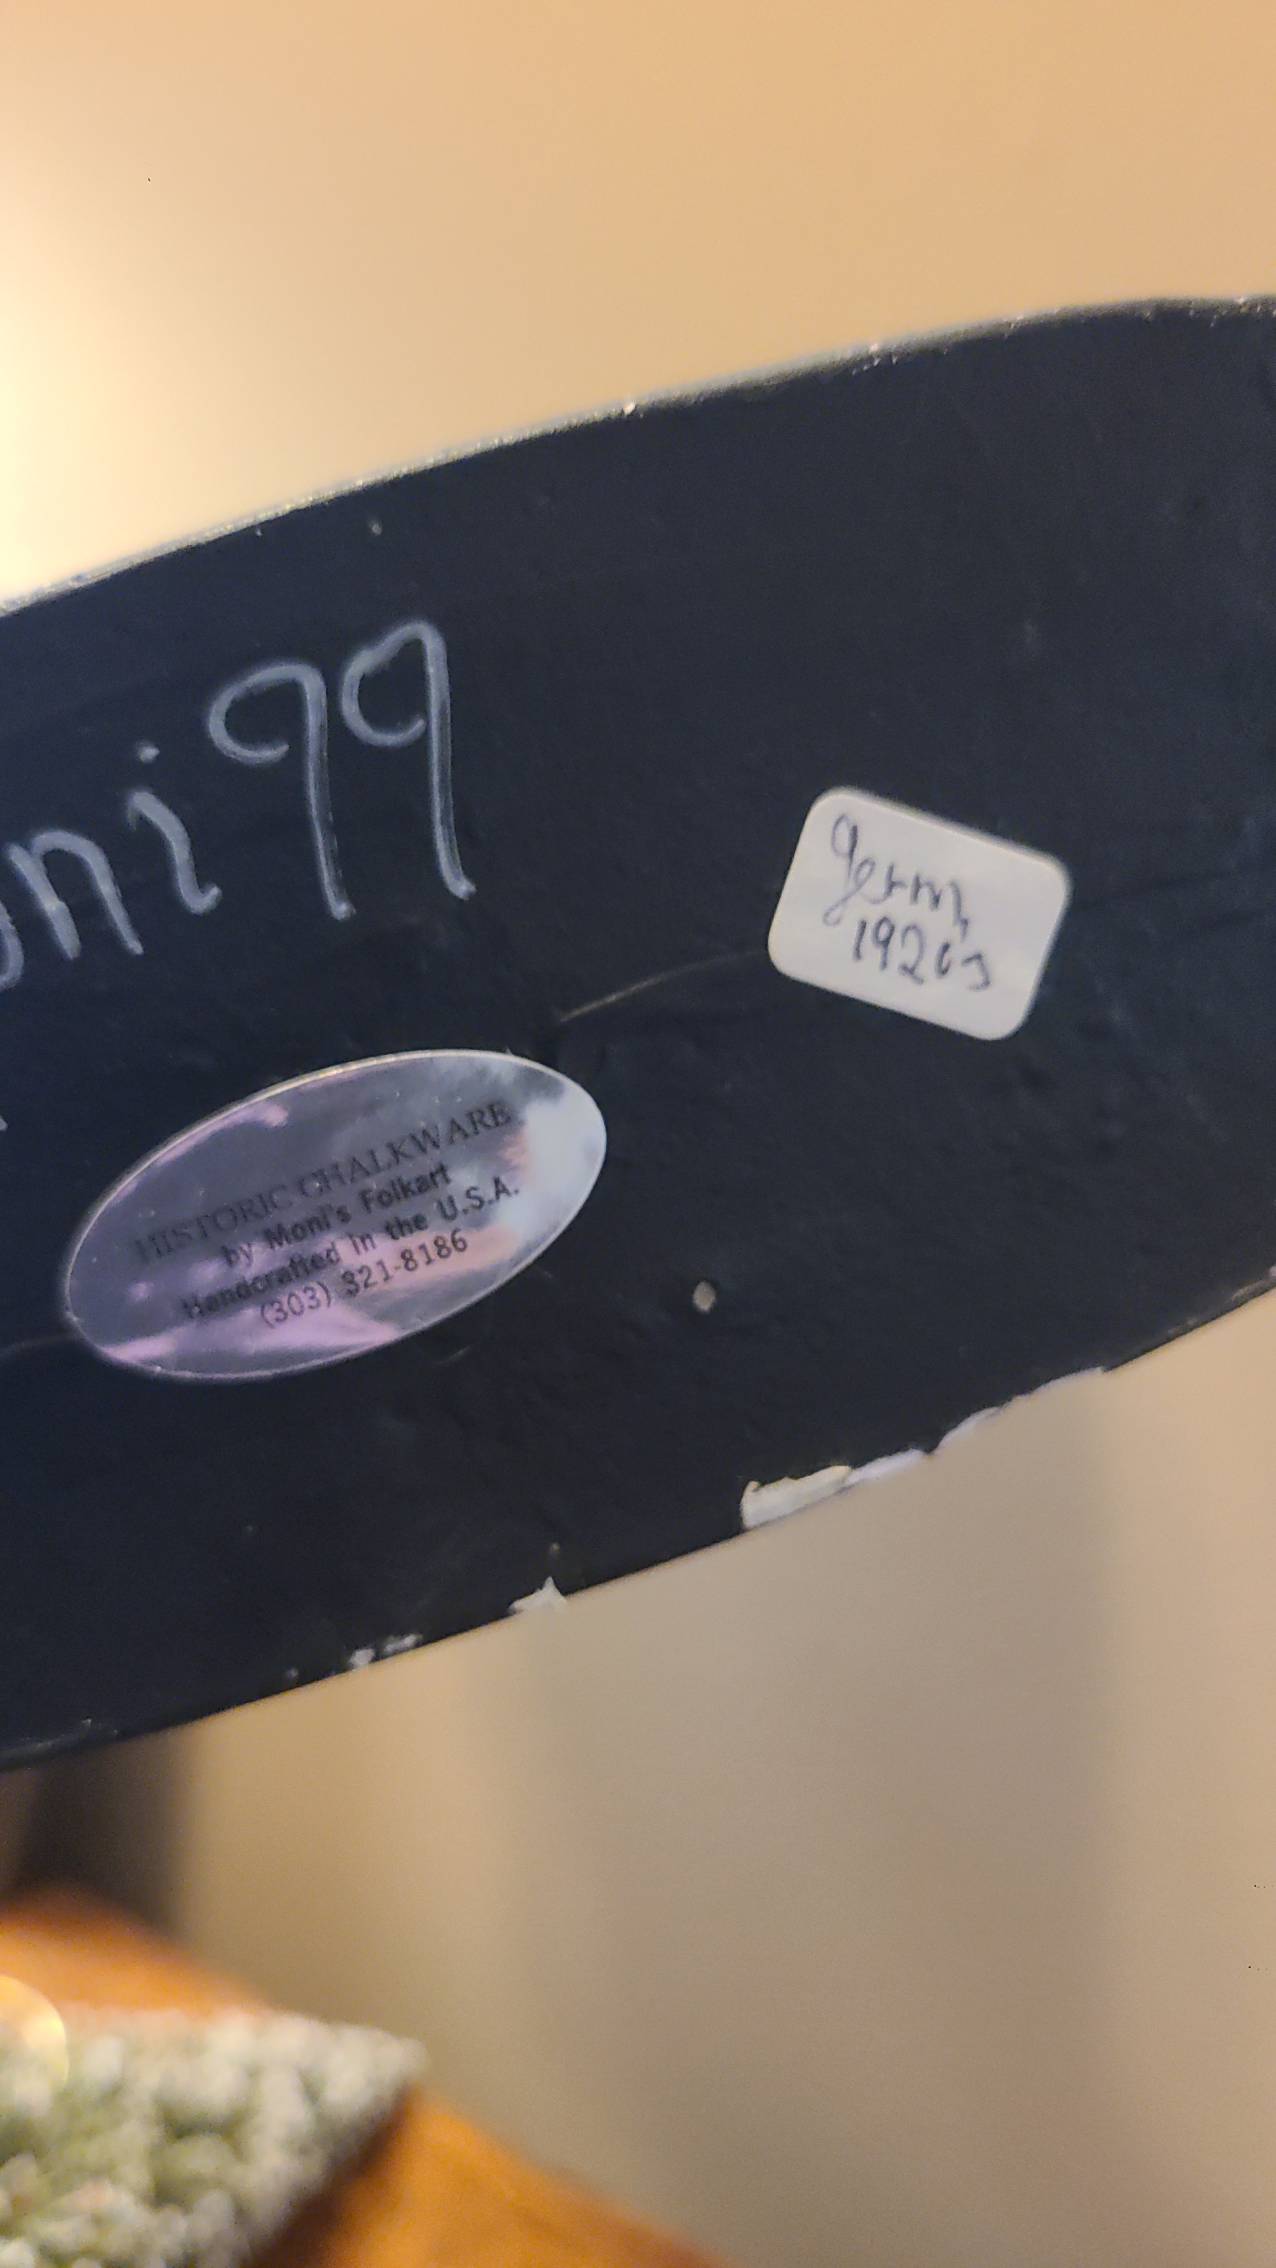 oni 99
germ,
1920s
HISTORIC CHALKWARE
by Moni's Folkart
Handcrafted in the U.S.A.
(303) 321-8186